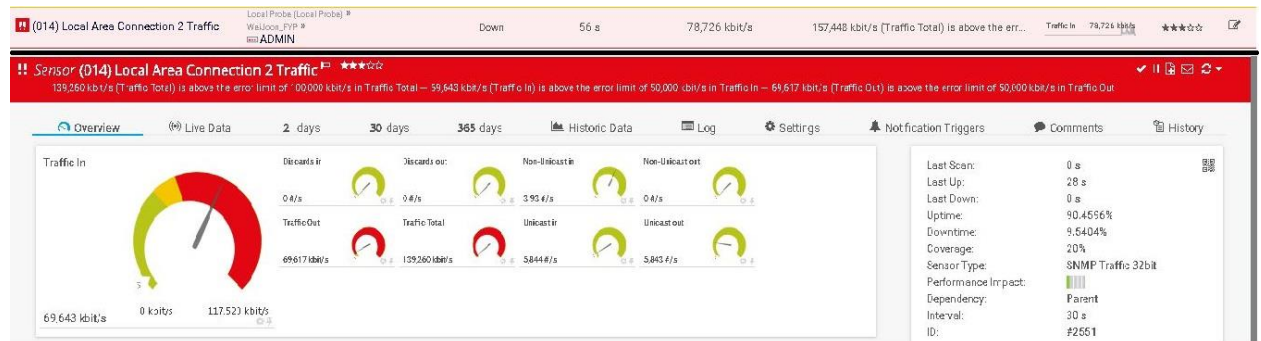 Local Probe (Local Probe) »
(014) Local Area Connection 2 Traffic
WeiJoon_FYP »
ADMIN
Down
56 s
78,726 kbit/s
157,448 kbit/s (Traffic Total) is above the err...
Traffic In 78,726 kbit/s
!! Sensor (014) Local Area Connection 2 Traffic
139,260 kbit/s (Traffic Total) is above the error limit of 100,000 kbit/s in Traffic Total — 59,643 kbit/s (Traffic In) is above the error limit of 50,000 kbit/s in Traffic In — 69,617 kbit/s (Traffic Out) is above the error limit of 50,000 kbit/s in Traffic Out
Overview
Live Data
2 days
30 days
365 days
Historic Data
Log
Settings
Notification Triggers
Comments
History
Traffic In
69,643 kbit/s
0 kbit/s
117,520 kbit/s
Discards in
0 #/s
Discards out
0 #/s
Non-Unicast in
3.93 #/s
Non-Unicast out
0 #/s
Traffic Out
69,617 kbit/s
Traffic Total
139,260 kbit/s
Unicast in
5,844 #/s
Unicast out
5,843 #/s
Last Scan: 0 s
Last Up: 28 s
Last Down: 0 s
Uptime: 90.4596%
Downtime: 9.5404%
Coverage: 20%
Sensor Type: SNMP Traffic 32bit
Performance Impact:
Dependency: Parent
Interval: 30 s
ID: #2551